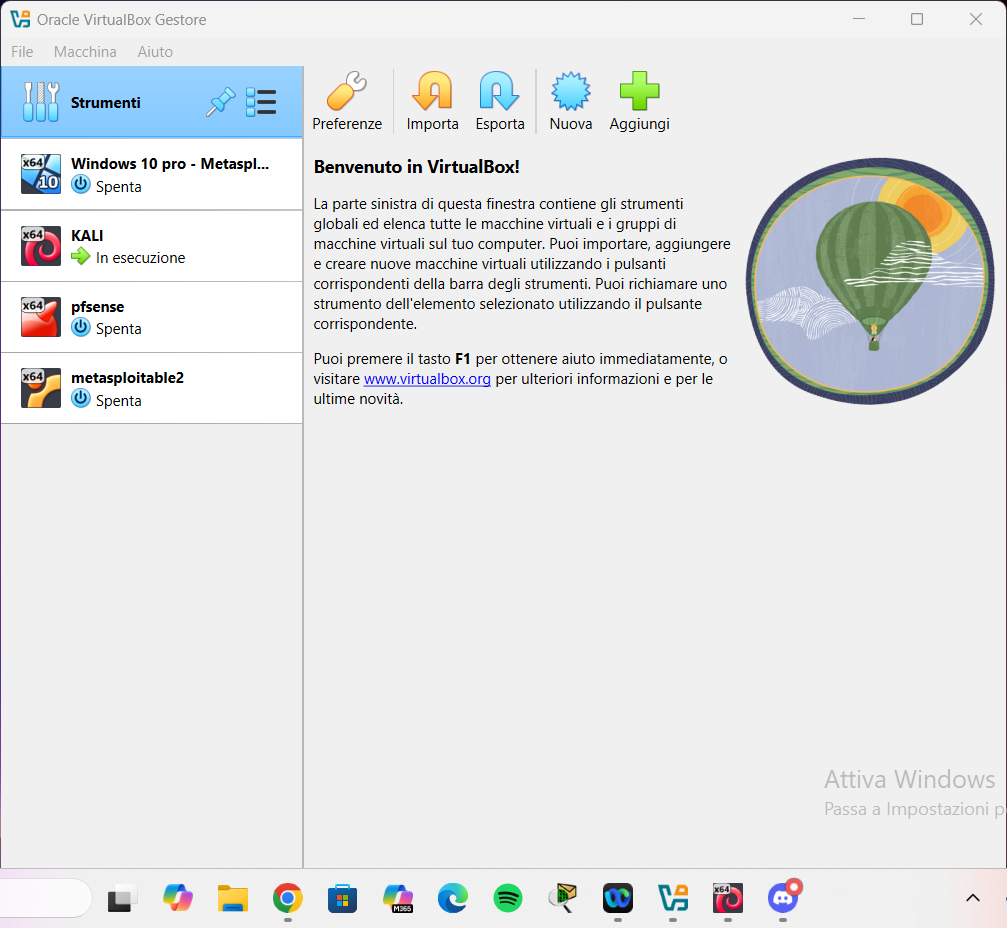 Oracle VirtualBox Gestore
File Macchina Aiuto
Strumenti
x64 10 Windows 10 pro - Metaspl...
Spenta
x64 KALI
In esecuzione
x64 pfsense
Spenta
x64 metasploitable2
Spenta
Preferenze Importa Esporta Nuova Aggiungi
Benvenuto in VirtualBox!
La parte sinistra di questa finestra contiene gli strumenti
globali ed elenca tutte le macchine virtuali e i gruppi di
macchine virtuali sul tuo computer. Puoi importare, aggiungere
e creare nuove macchine virtuali utilizzando i pulsanti
corrispondenti della barra degli strumenti. Puoi richiamare uno
strumento dell'elemento selezionato utilizzando il pulsante
corrispondente.
Puoi premere il tasto F1 per ottenere aiuto immediatamente, o
visitare www.virtualbox.org per ulteriori informazioni e per le
ultime novità.
Attiva Windows
Passa a Impostazioni p
M365 x64